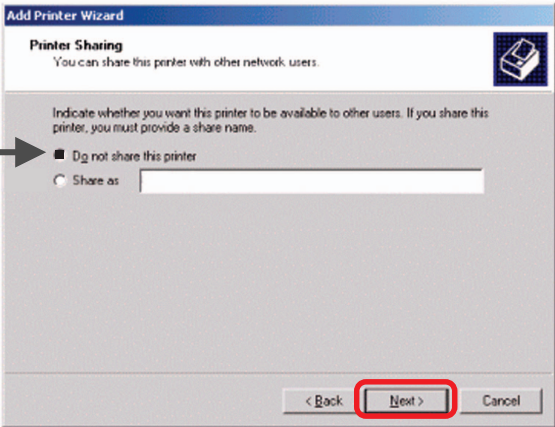 Add Printer Wizard
Printer Sharing
You can share this printer with other network users.
Indicate whether you want this printer to be available to other users. If you share this
printer, you must provide a share name.
Do not share this printer
Share as
< Back Next > Cancel